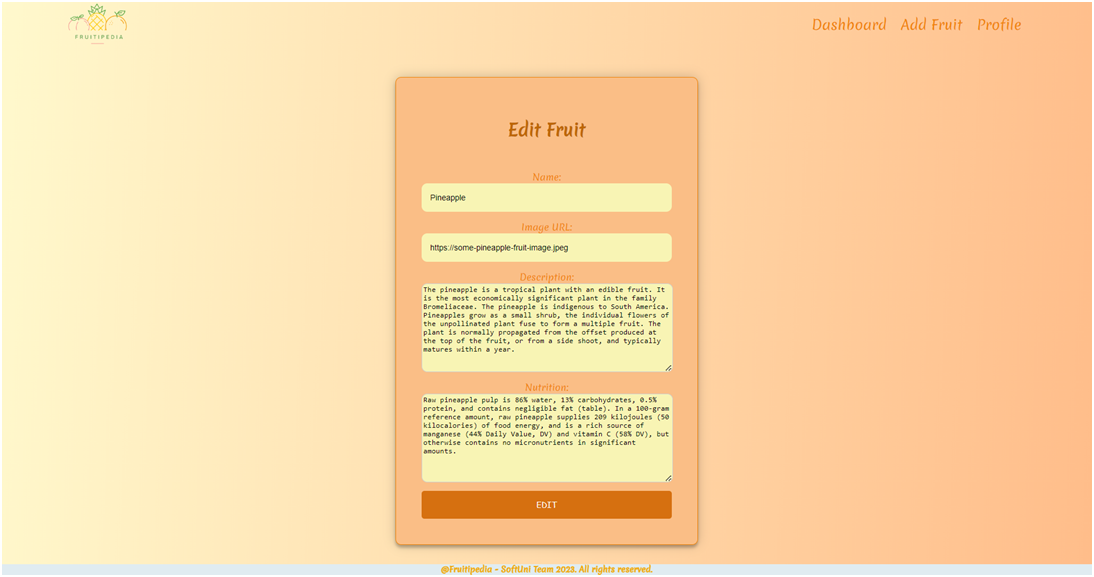 FRUITIPEDIA
Dashboard Add Fruit Profile
Edit Fruit
Name:
Pineapple
Image URL:
https://some-pineapple-fruit-image.jpeg
Description:
The pineapple is a tropical plant with an edible fruit. It
is the most economically significant plant in the family
Bromeliaceae. The pineapple is indigenous to South America.
Pineapples grow as a small shrub, the individual flowers of
the unpollinated plant fuse to form a multiple fruit. The
plant is normally propagated from the offset produced at
the top of the fruit, or from a side shoot, and typically
matures within a year.
Nutrition:
Raw pineapple pulp is 86% water, 13% carbohydrates, 0.5%
protein, and contains negligible fat (table). In a 100-gram
reference amount, raw pineapple supplies 209 kilojoules (50
kilocalories) of food energy, and is a rich source of
manganese (44% Daily Value, DV) and vitamin C (58% DV), but
otherwise contains no micronutrients in significant
amounts.
EDIT
@Fruitipedia - SoftUni Team 2023. All rights reserved.